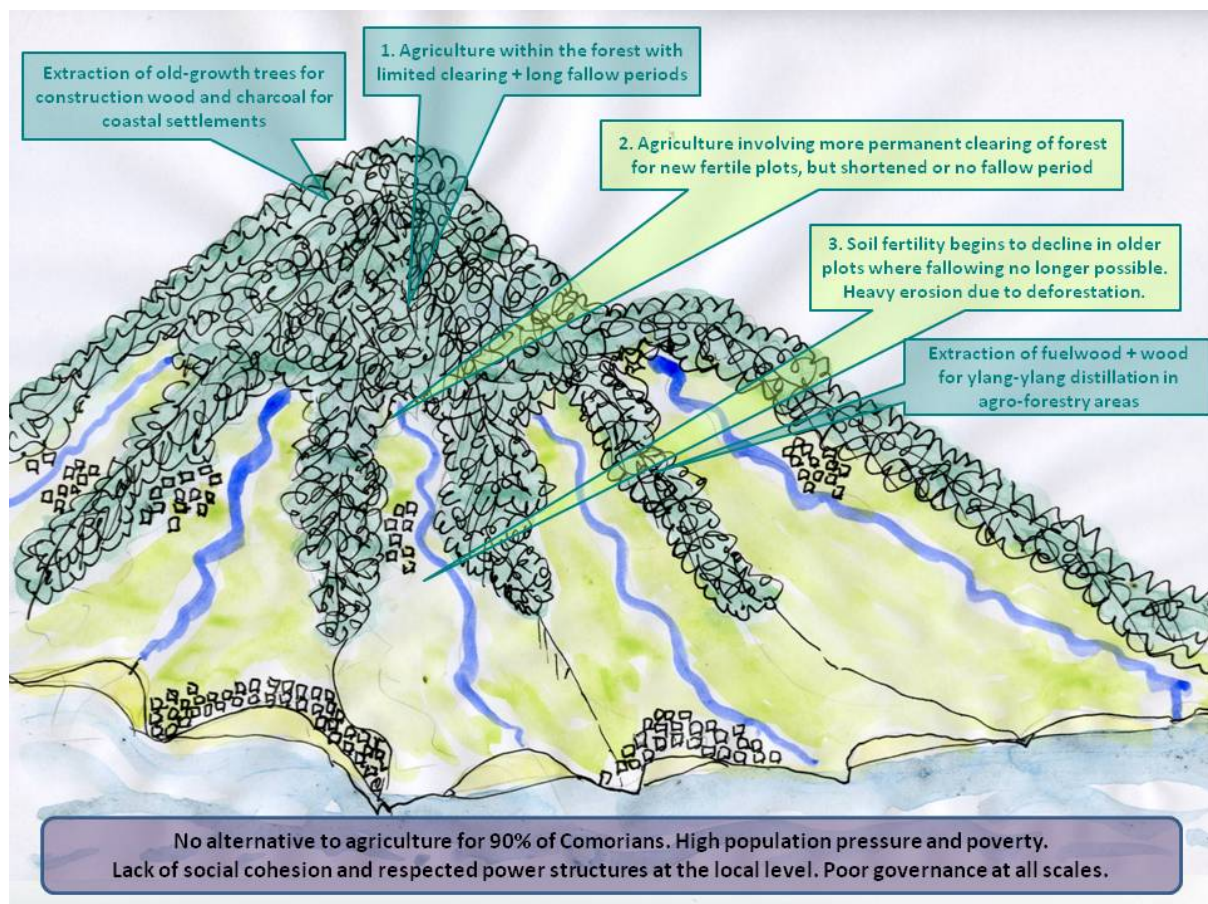 Extraction of old-growth trees for
construction wood and charcoal for
coastal settlements
1. Agriculture within the forest with
limited clearing + long fallow periods
2. Agriculture involving more permanent clearing of forest
for new fertile plots, but shortened or no fallow period
3. Soil fertility begins to decline in older
plots where fallowing no longer possible.
Heavy erosion due to deforestation.
Extraction of fuelwood + wood
for ylang-ylang distillation in
agro-forestry areas
No alternative to agriculture for 90% of Comorians. High population pressure and poverty.
Lack of social cohesion and respected power structures at the local level. Poor governance at all scales.